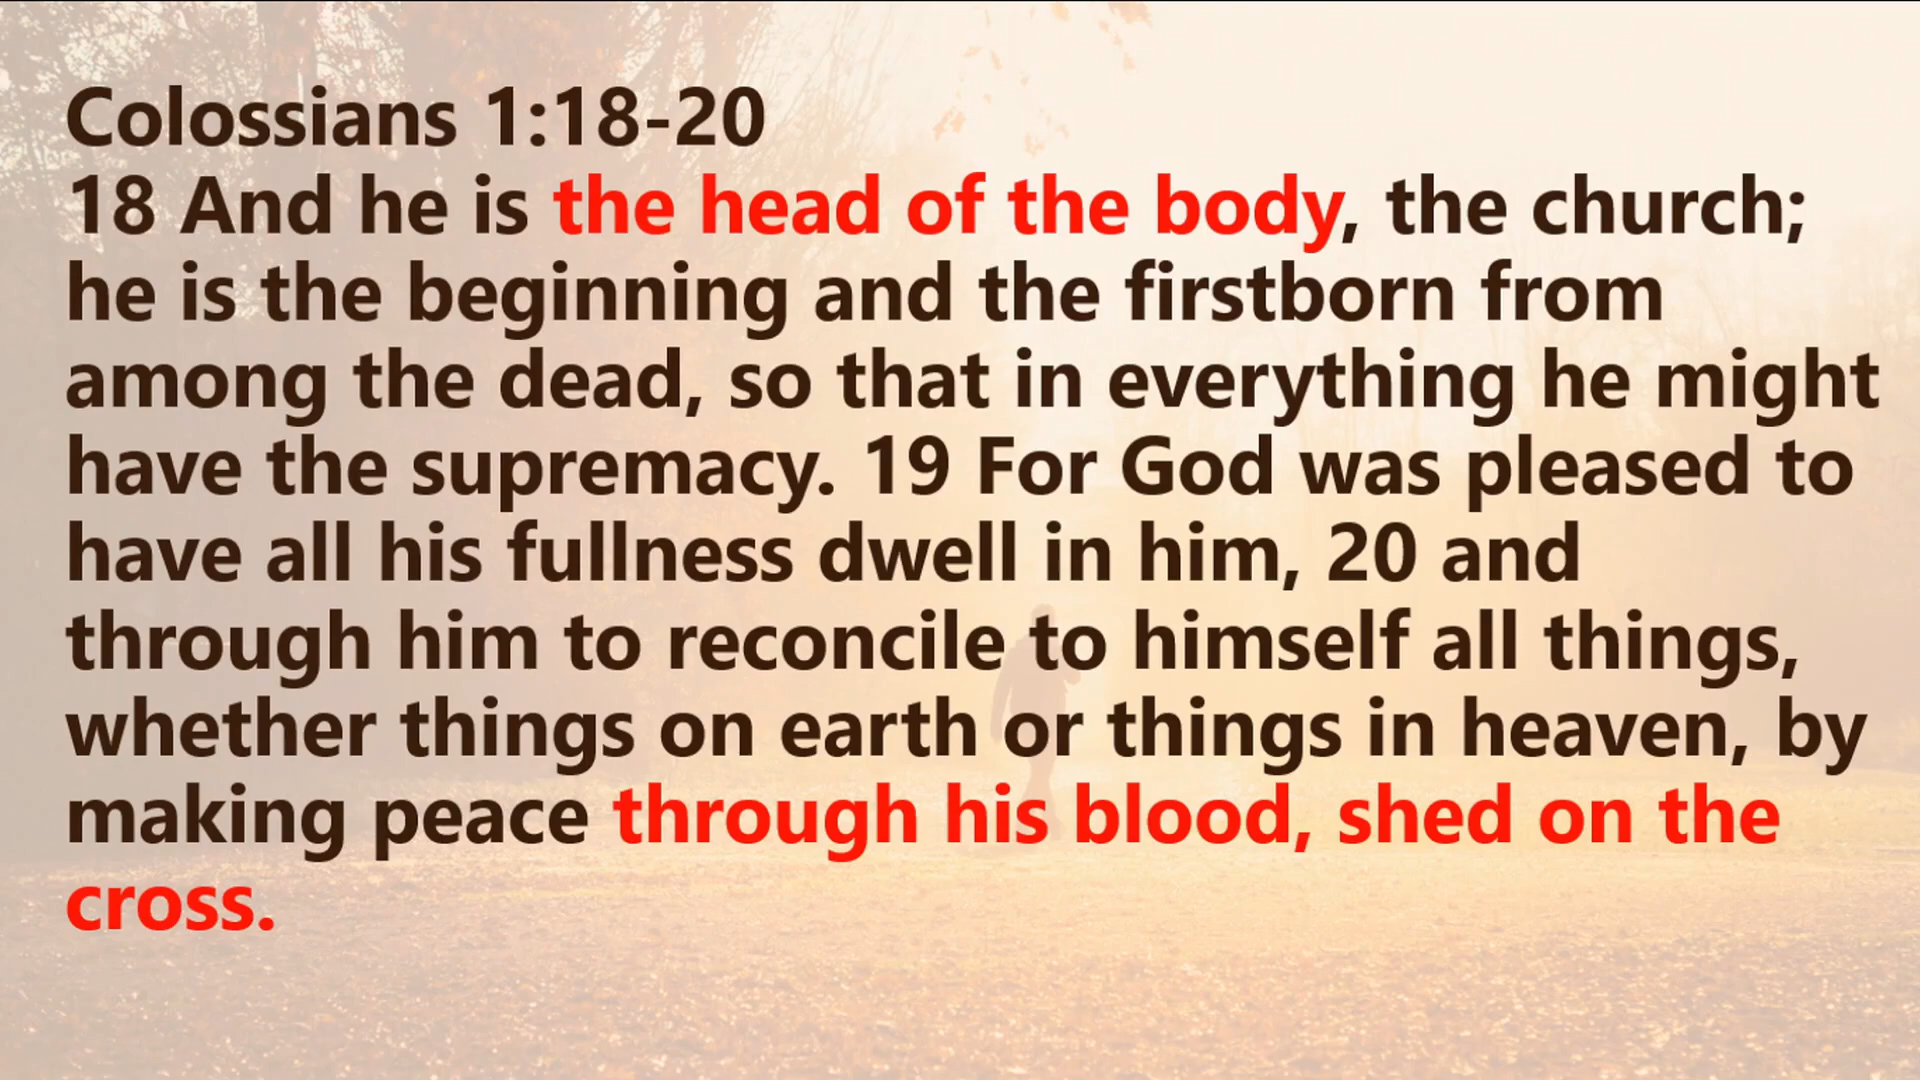 Colossians 1:18-20
18 And he is the head of the body, the church;
he is the beginning and the firstborn from
among the dead, so that in everything he might
have the supremacy. 19 For God was pleased to
have all his fullness dwell in him, 20 and
through him to reconcile to himself all things,
whether things on earth or things in heaven, by
making peace through his blood, shed on the
cross.